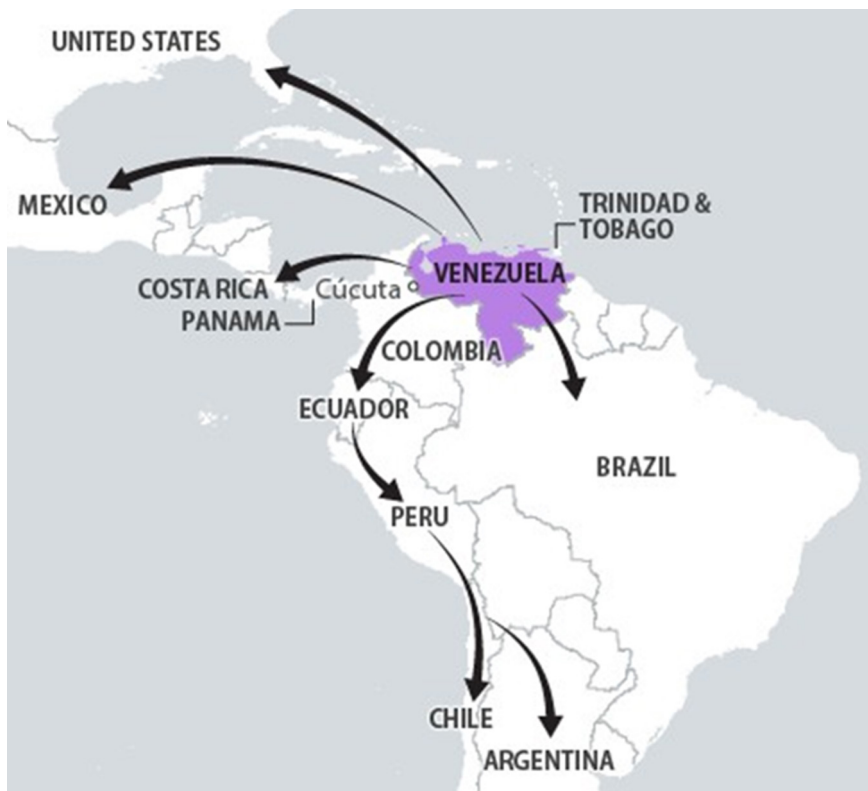 UNITED STATES
MEXICO
TRINIDAD &
TOBAGO
VENEZUELA
COSTA RICA
Cúcuta
PANAMA
COLOMBIA
ECUADOR
BRAZIL
PERU
CHILE
ARGENTINA